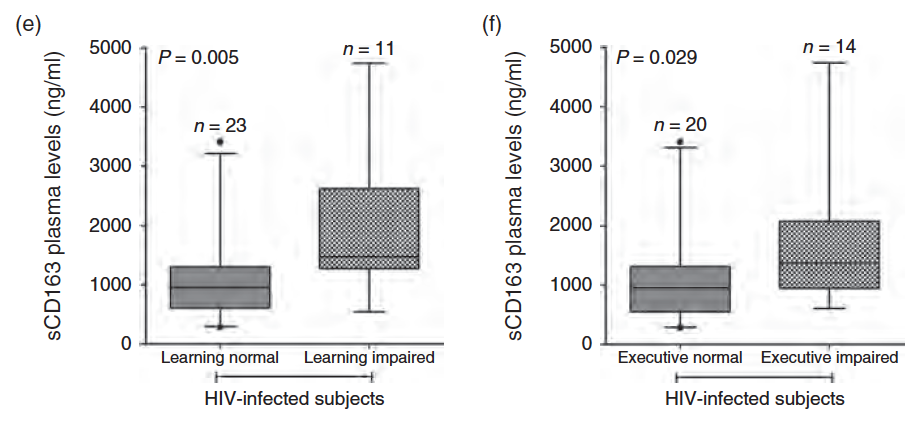 (e)
sCD163 plasma levels (ng/ml)
5000
4000
3000
2000
1000
0
P = 0.005
n = 23
n = 11
Learning normal
Learning impaired
HIV-infected subjects
(f)
sCD163 plasma levels (ng/ml)
5000
4000
3000
2000
1000
0
P = 0.029
n = 20
n = 14
Executive normal
Executive impaired
HIV-infected subjects